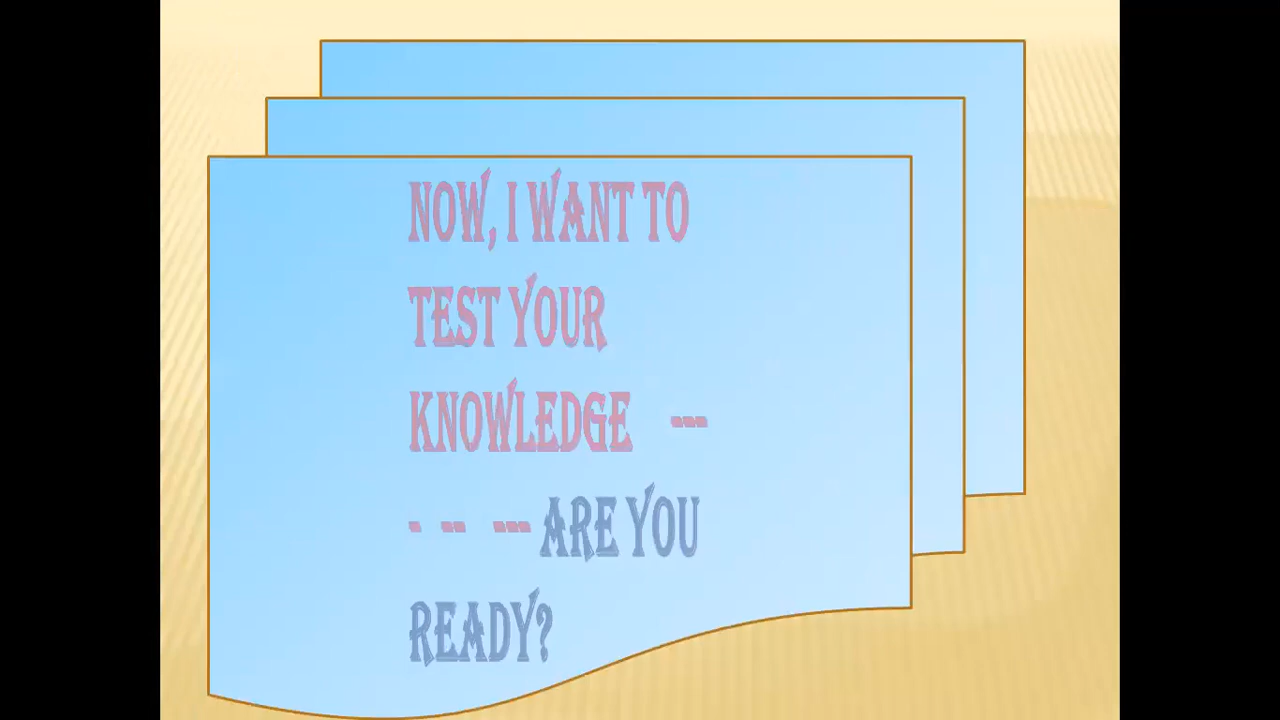 NOW, I WANT TO
TEST YOUR
KNOWLEDGE ---
- -- --- ARE YOU
READY?